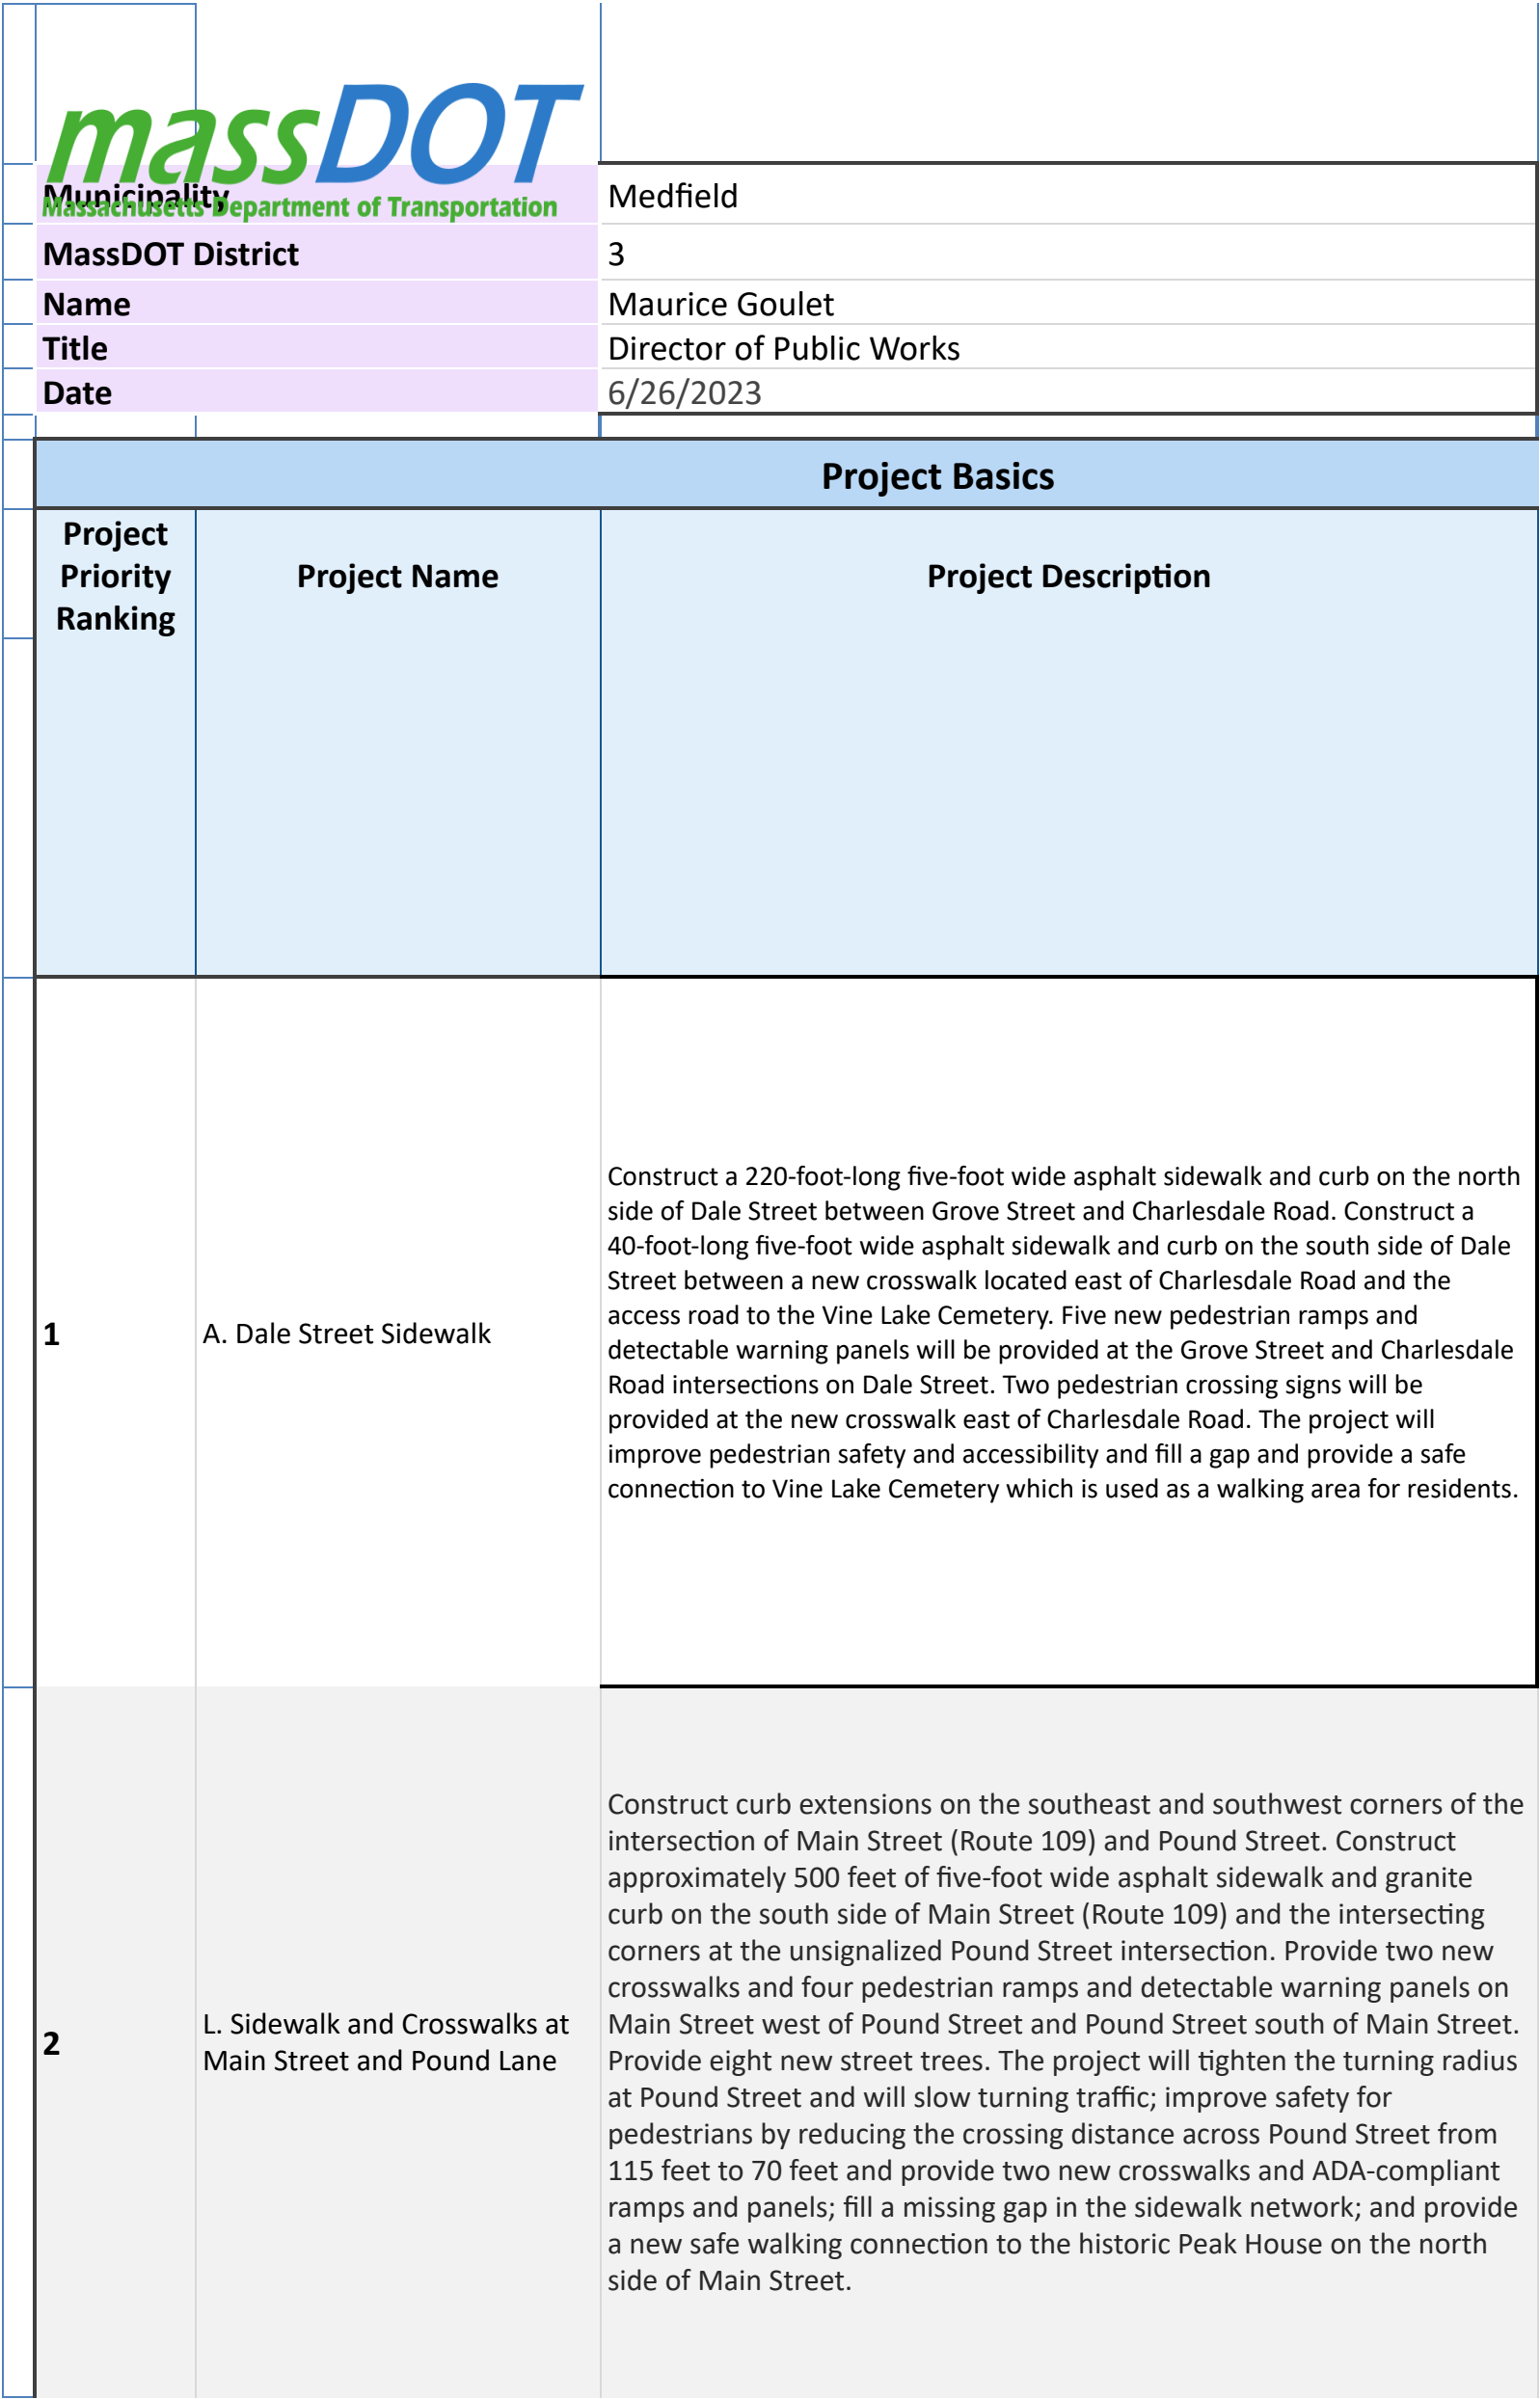 massDOT
Massachusetts Department of Transportation
Municipality Medfield
MassDOT District 3
Name Maurice Goulet
Title Director of Public Works
Date 6/26/2023
Project Basics
Project
Priority
Ranking
Project Name
Project Description
1
A. Dale Street Sidewalk
Construct a 220-foot-long five-foot wide asphalt sidewalk and curb on the north
side of Dale Street between Grove Street and Charlesdale Road. Construct a
40-foot-long five-foot wide asphalt sidewalk and curb on the south side of Dale
Street between a new crosswalk located east of Charlesdale Road and the
access road to the Vine Lake Cemetery. Five new pedestrian ramps and
detectable warning panels will be provided at the Grove Street and Charlesdale
Road intersections on Dale Street. Two pedestrian crossing signs will be
provided at the new crosswalk east of Charlesdale Road. The project will
improve pedestrian safety and accessibility and fill a gap and provide a safe
connection to Vine Lake Cemetery which is used as a walking area for residents.
2
L. Sidewalk and Crosswalks at
Main Street and Pound Lane
Construct curb extensions on the southeast and southwest corners of the
intersection of Main Street (Route 109) and Pound Street. Construct
approximately 500 feet of five-foot wide asphalt sidewalk and granite
curb on the south side of Main Street (Route 109) and the intersecting
corners at the unsignalized Pound Street intersection. Provide two new
crosswalks and four pedestrian ramps and detectable warning panels on
Main Street west of Pound Street and Pound Street south of Main Street.
Provide eight new street trees. The project will tighten the turning radius
at Pound Street and will slow turning traffic; improve safety for
pedestrians by reducing the crossing distance across Pound Street from
115 feet to 70 feet and provide two new crosswalks and ADA-compliant
ramps and panels; fill a missing gap in the sidewalk network; and provide
a new safe walking connection to the historic Peak House on the north
side of Main Street.